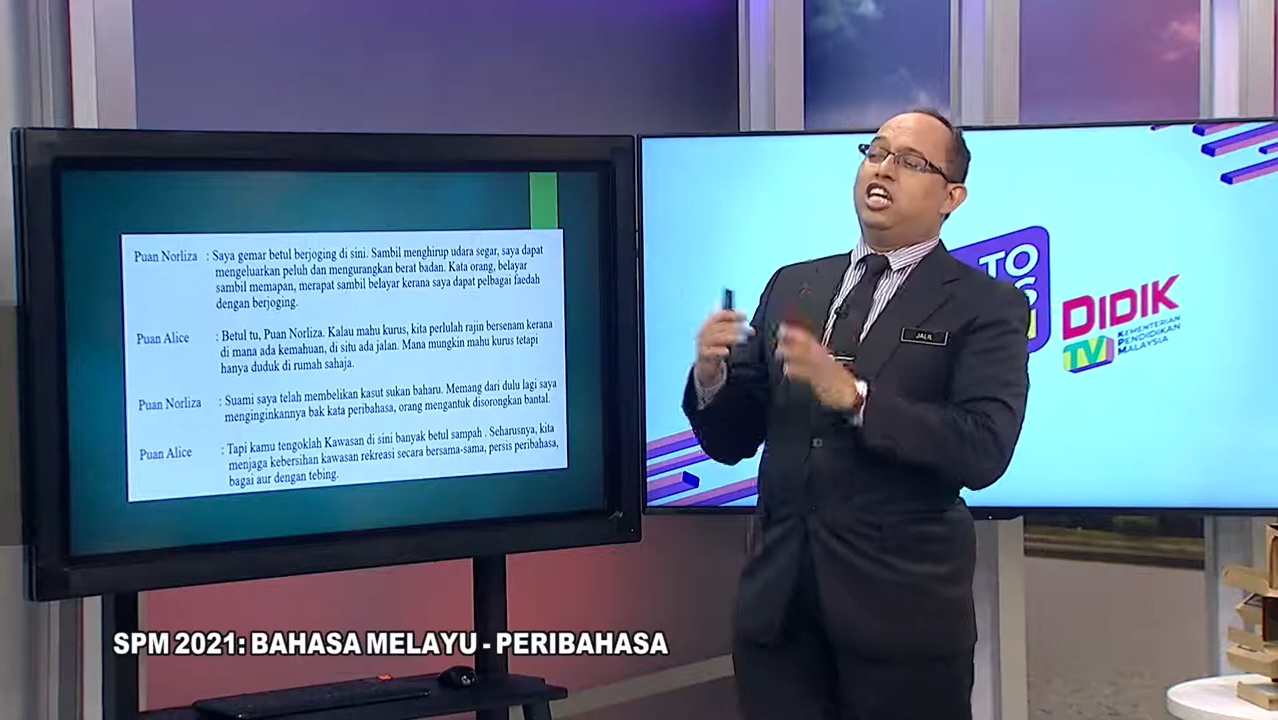 Puan Norliza : Saya gemar betul berjoging di sini. Sambil menghirup udara segar, saya dapat
mengeluarkan peluh dan mengurangkan berat badan. Kata orang, belayar
sambil memapan, merapat sambil belayar kerana saya dapat pelbagai faedah
dengan berjoging.
Puan Alice : Betul tu, Puan Norliza. Kalau mahu kurus, kita perlulah rajin bersenam kerana
di mana ada kemahuan, di situ ada jalan. Mana mungkin mahu kurus tetapi
hanya duduk di rumah sahaja.
Puan Norliza : Suami saya telah membelikan kasut sukan baharu. Memang dari dulu lagi saya
menginginkannya bak kata peribahasa, orang mengantuk disorongkan bantal.
Puan Alice : Tapi kamu tengoklah Kawasan di sini banyak betul sampah . Seharusnya, kita
menjaga kebersihan kawasan rekreasi secara bersama-sama, persis peribahasa,
bagai aur dengan tebing.
TO
S
DIDIK
TV
KEMENTERIAN
PENDIDIKAN
MALAYSIA
JALIL
SPM 2021: BAHASA MELAYU - PERIBAHASA